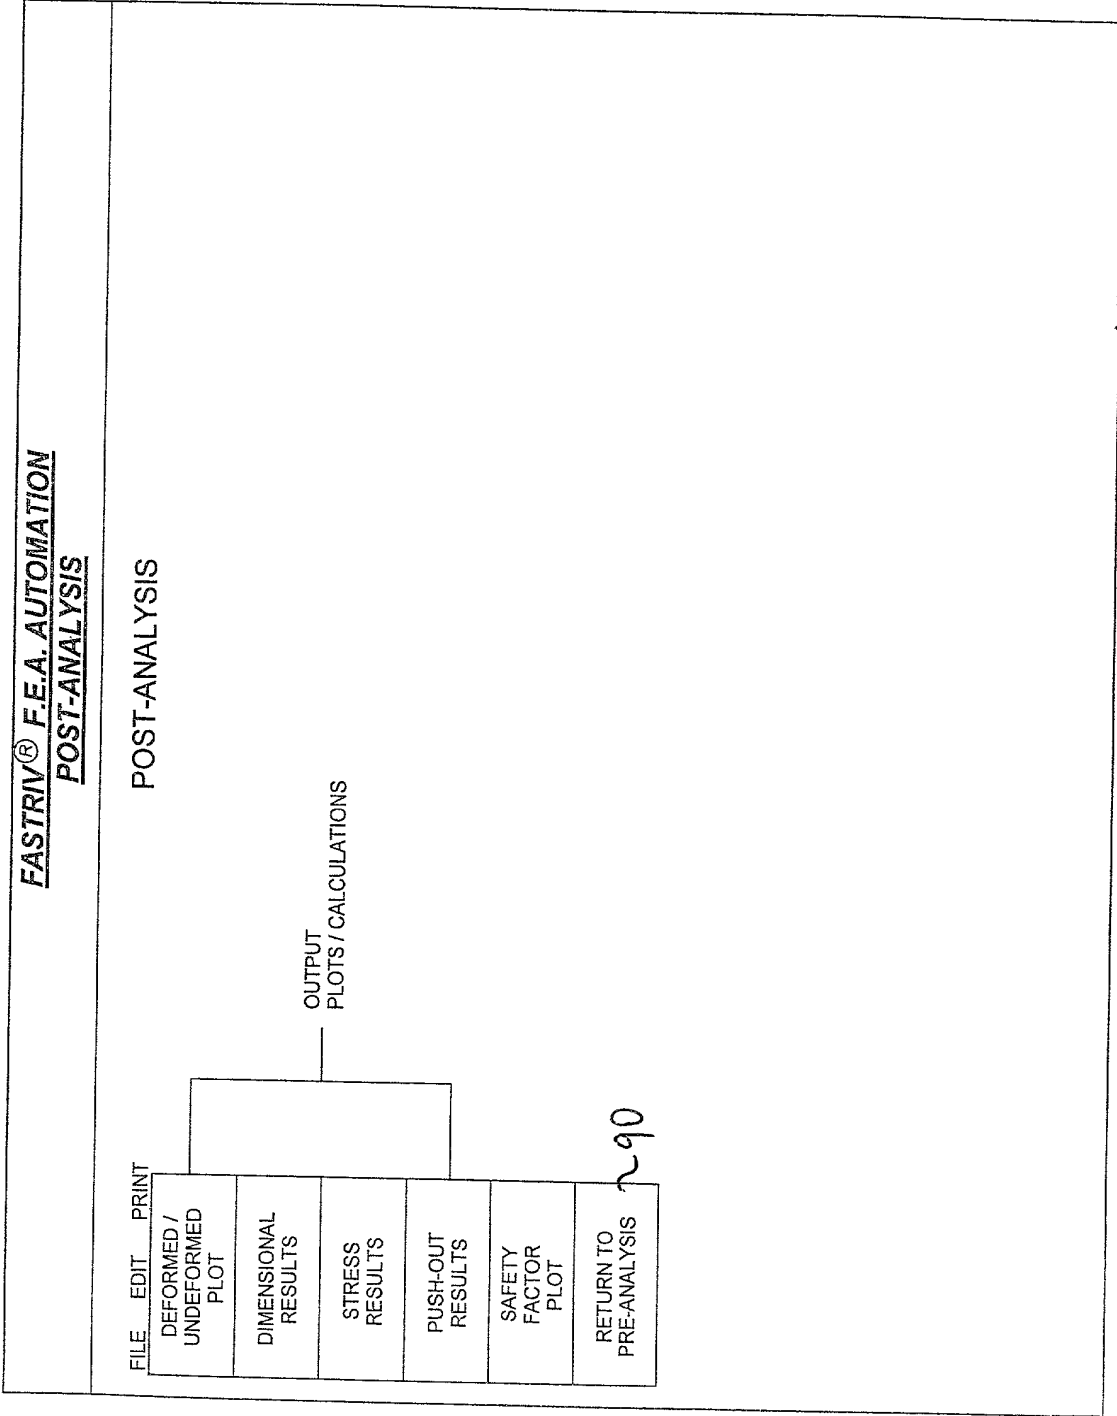 FASTRIV® F.E.A. AUTOMATION
POST-ANALYSIS
POST-ANALYSIS
FILE EDIT PRINT
DEFORMED /
UNDEFORMED
PLOT
DIMENSIONAL
RESULTS
STRESS
RESULTS
PUSH-OUT
RESULTS
SAFETY
FACTOR
PLOT
RETURN TO
PRE-ANALYSIS
90
OUTPUT
PLOTS / CALCULATIONS